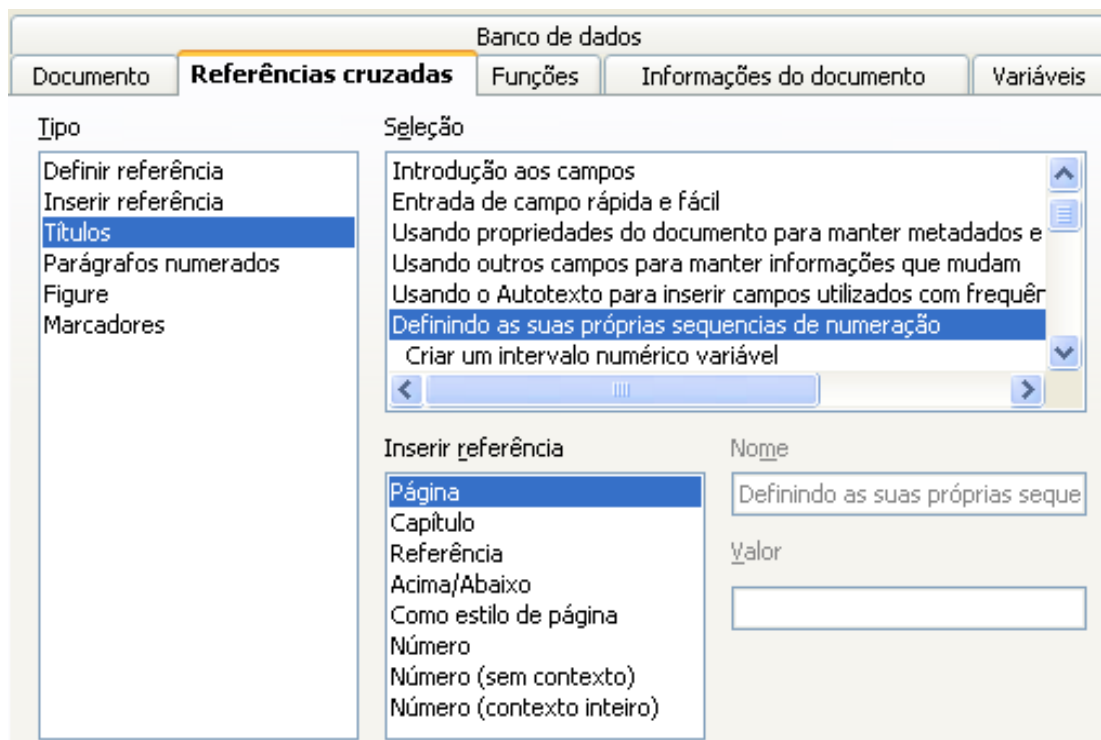 Banco de dados
Documento
Referências cruzadas
Funções
Informações do documento
Variáveis
Tipo
Definir referência
Inserir referência
Títulos
Parágrafos numerados
Figure
Marcadores
Seleção
Introdução aos campos
Entrada de campo rápida e fácil
Usando propriedades do documento para manter metadados e
Usando outros campos para manter informações que mudam
Usando o Autotexto para inserir campos utilizados com frequên
Definindo as suas próprias sequencias de numeração
Criar um intervalo numérico variável
Inserir referência
Página
Capítulo
Referência
Acima/Abaixo
Como estilo de página
Número
Número (sem contexto)
Número (contexto inteiro)
Nome
Definindo as suas próprias seque
Valor